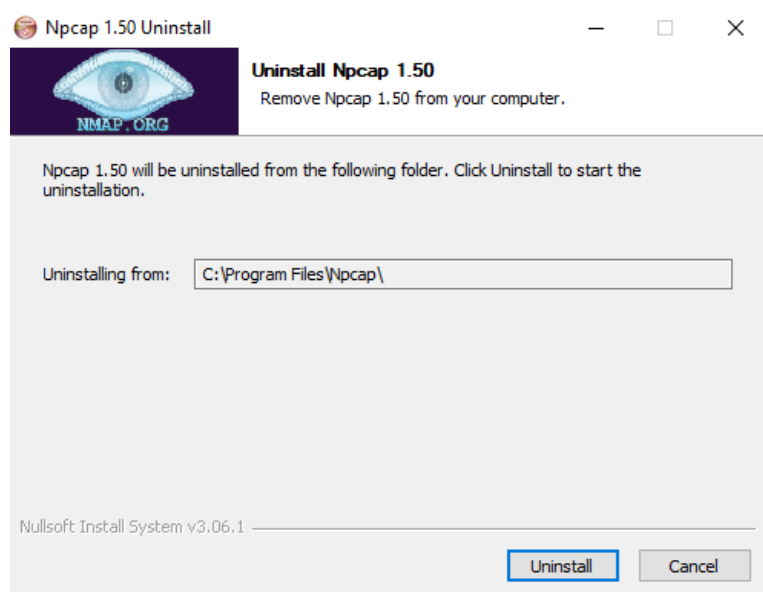 Npcap 1.50 Uninstall
NMAP.ORG
Uninstall Npcap 1.50
Remove Npcap 1.50 from your computer.
Npcap 1.50 will be uninstalled from the following folder. Click Uninstall to start the
uninstallation.
Uninstalling from: C:\Program Files\Npcap\
Nullsoft Install System v3.06.1
Uninstall Cancel